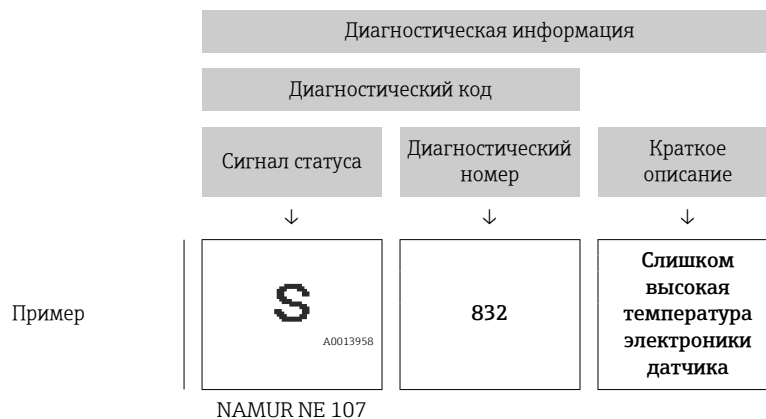 Диагностическая информация
Диагностический код
Сигнал статуса
Диагностический
номер
Краткое
описание
↓ ↓ ↓
Пример
S
A0013958
832
Слишком
высокая
температура
электроники
датчика
NAMUR NE 107